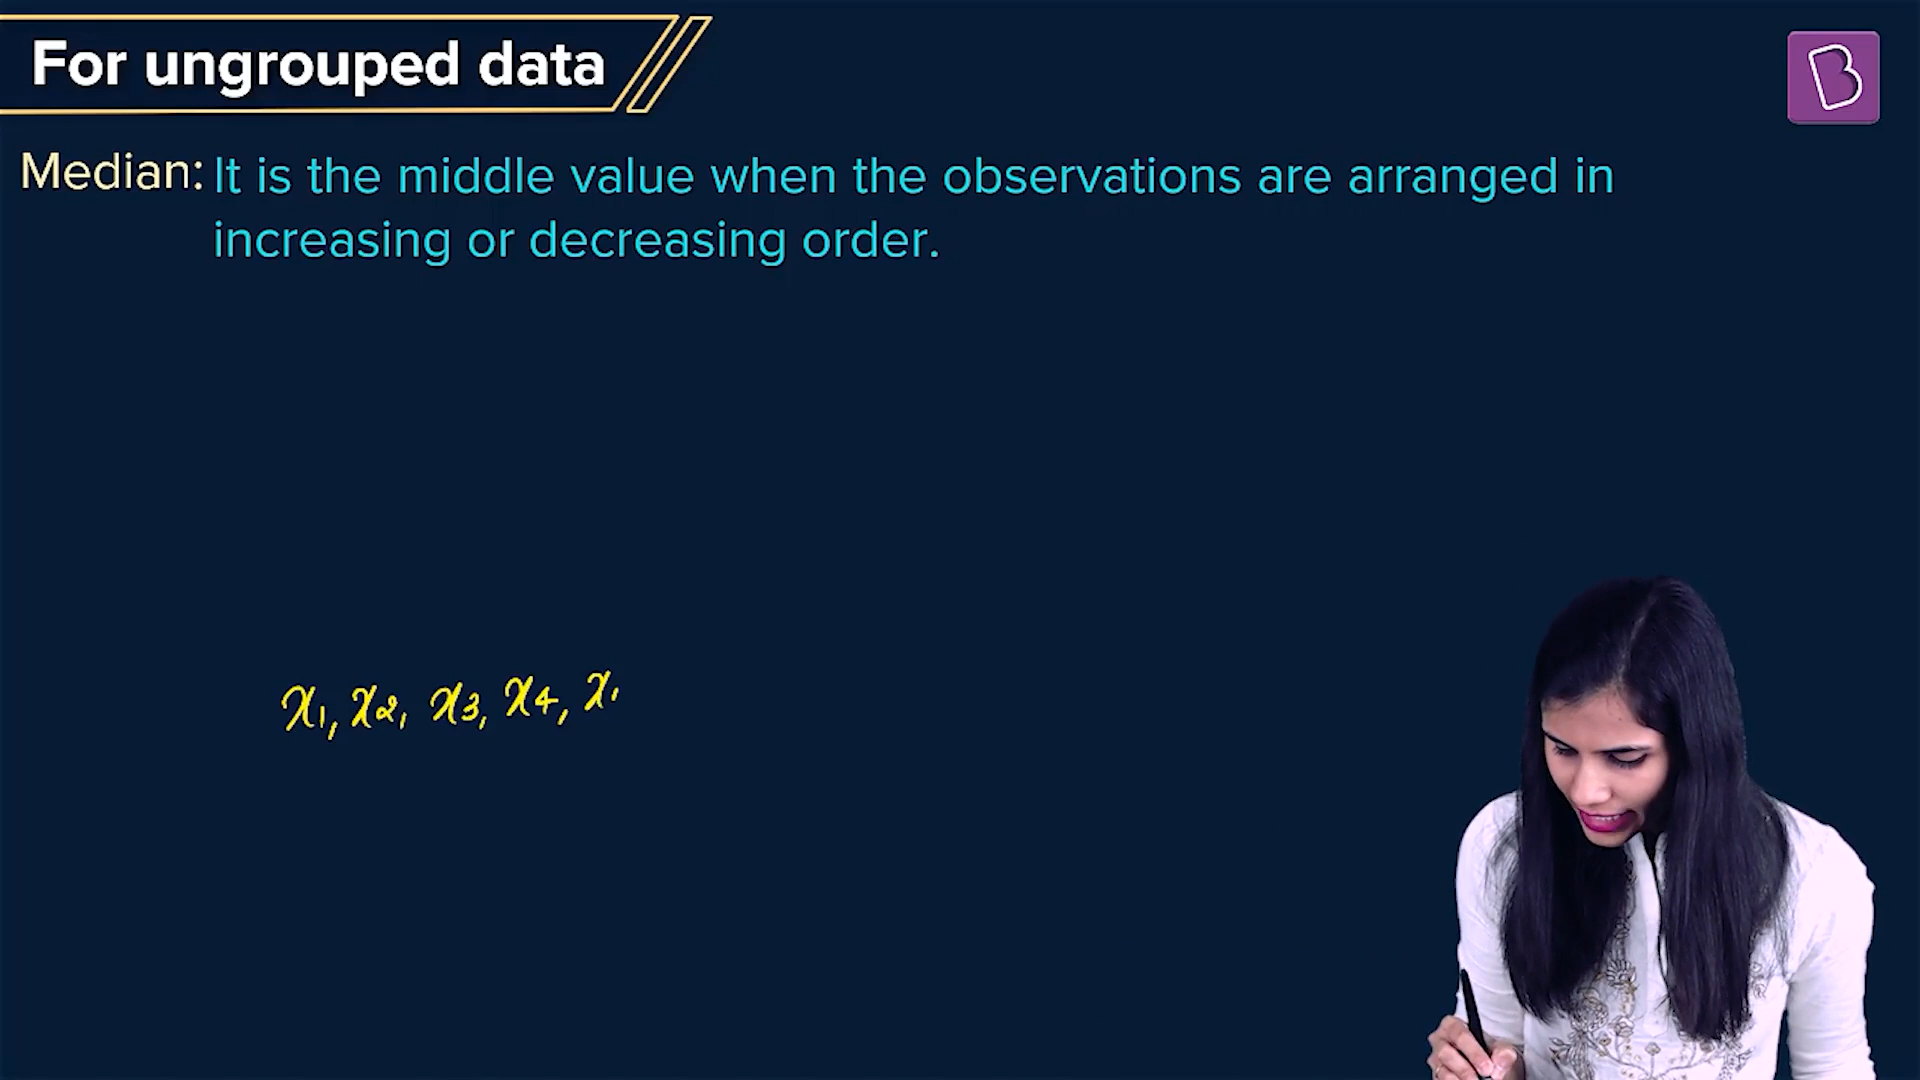 For ungrouped data
Median: It is the middle value when the observations are arranged in
increasing or decreasing order.
x₁, x₂, x₃, x₄, x